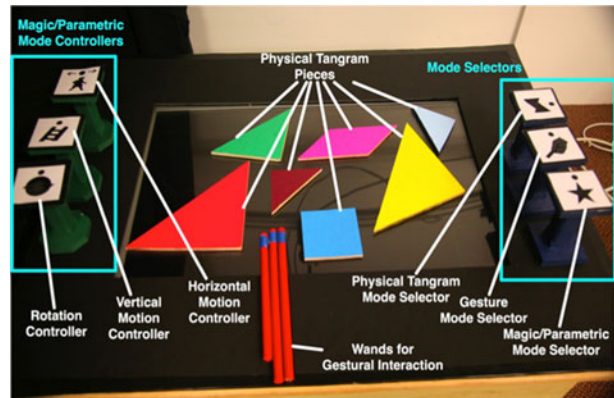 Magic/Parametric
Mode Controllers
Physical Tangram
Pieces
Mode Selectors
Rotation
Controller
Vertical
Motion
Controller
Horizontal
Motion
Controller
Wands for
Gestural Interaction
Physical Tangram
Mode Selector
Gesture
Mode Selector
Magic/Parametric
Mode Selector